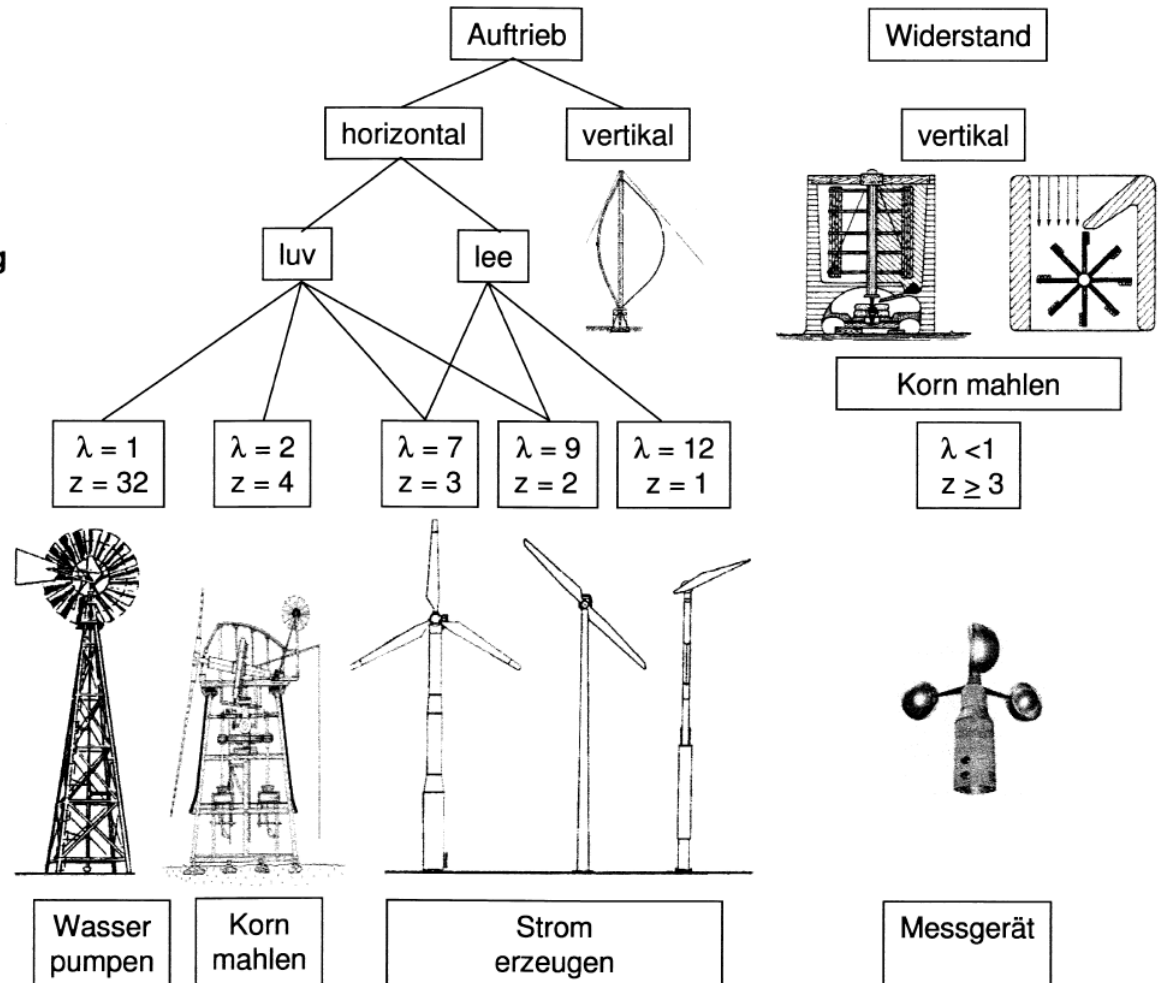 Auftrieb
Widerstand
horizontal
vertikal
vertikal
luv
lee
g
Korn mahlen
λ = 1
z = 32
λ = 2
z = 4
λ = 7
z = 3
λ = 9
z = 2
λ = 12
z = 1
λ <1
z ≥ 3
Wasser
pumpen
Korn
mahlen
Strom
erzeugen
Messgerät